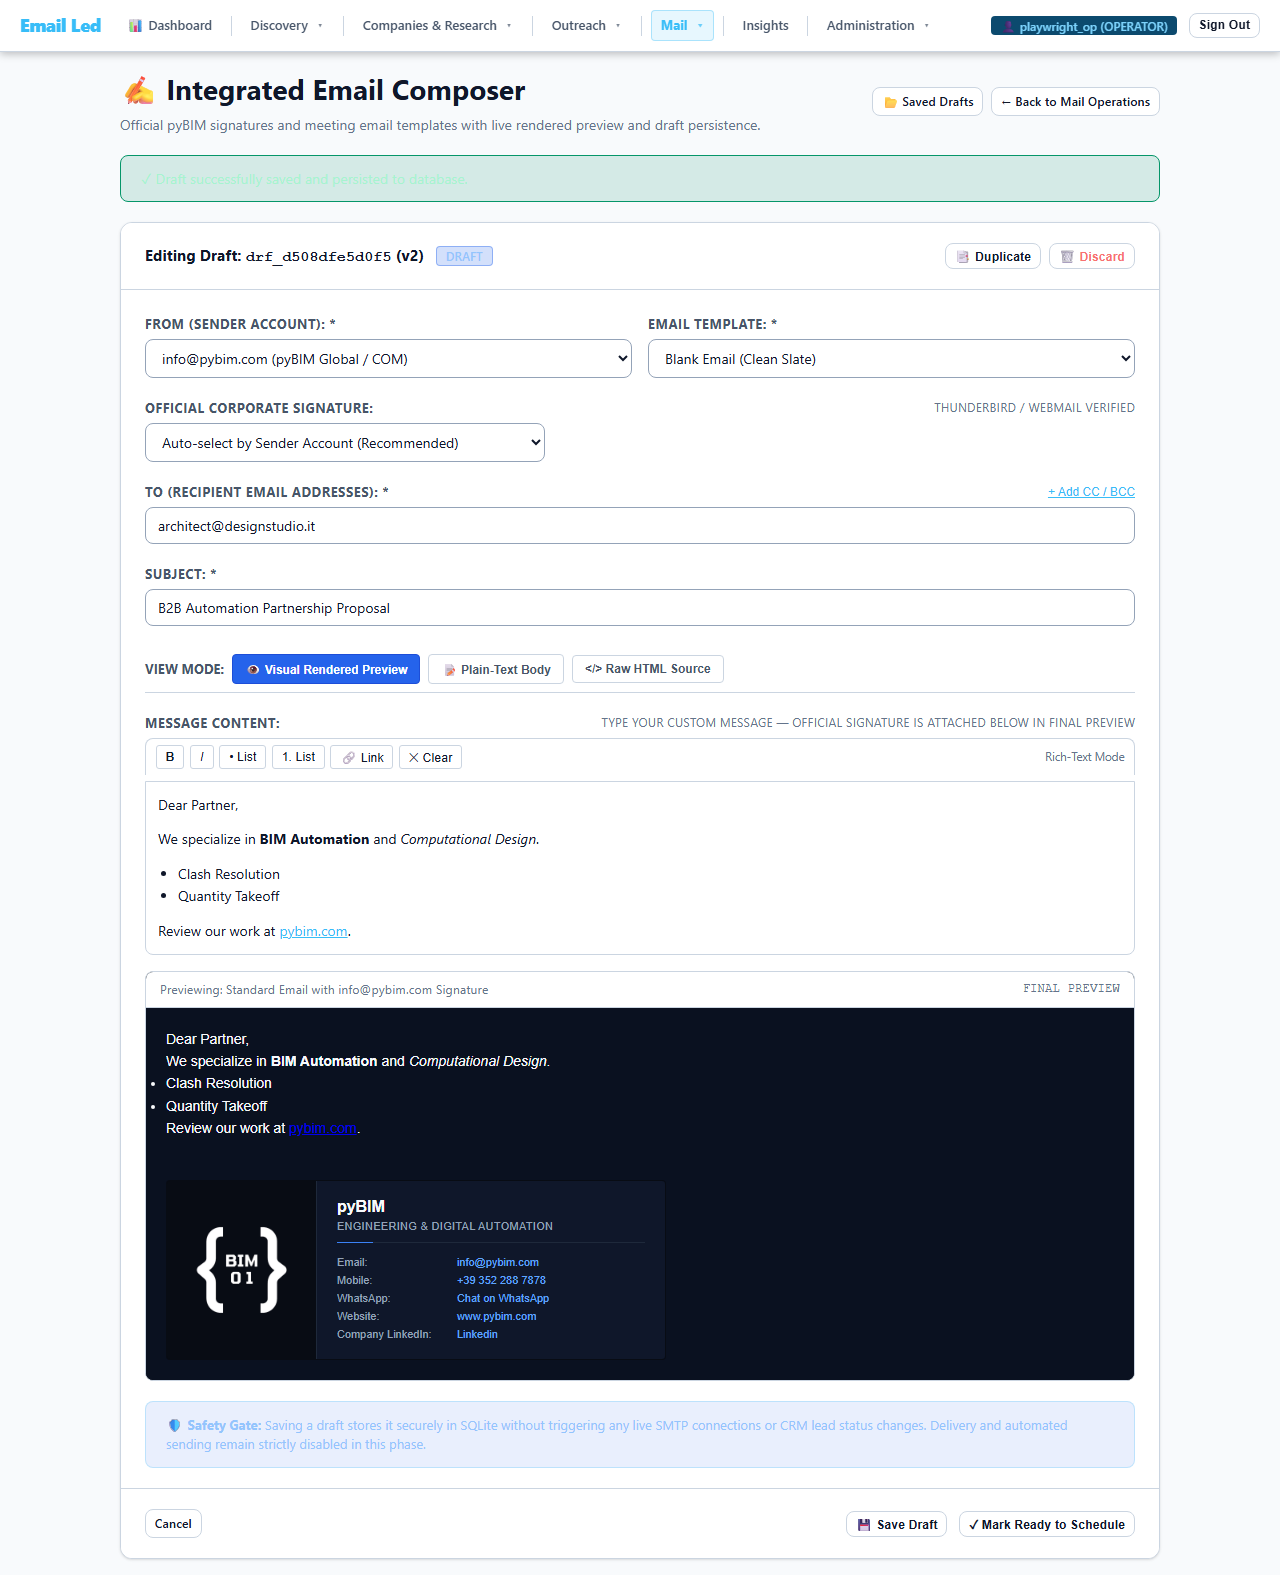 Email Led
Dashboard
Discovery
Companies & Research
Outreach
Mail
Insights
Administration
playwright_op (OPERATOR)
Sign Out
Integrated Email Composer
Official pyBIM signatures and meeting email templates with live rendered preview and draft persistence.
Saved Drafts
← Back to Mail Operations
✓ Draft successfully saved and persisted to database.
Editing Draft: drf_d508dfe5d0f5 (v2)
DRAFT
Duplicate
Discard
FROM (SENDER ACCOUNT): *
EMAIL TEMPLATE: *
info@pybim.com (pyBIM Global / COM)
Blank Email (Clean Slate)
OFFICIAL CORPORATE SIGNATURE:
THUNDERBIRD / WEBMAIL VERIFIED
Auto-select by Sender Account (Recommended)
TO (RECIPIENT EMAIL ADDRESSES): *
+ Add CC / BCC
architect@designstudio.it
SUBJECT: *
B2B Automation Partnership Proposal
VIEW MODE:
Visual Rendered Preview
Plain-Text Body
</> Raw HTML Source
MESSAGE CONTENT:
TYPE YOUR CUSTOM MESSAGE — OFFICIAL SIGNATURE IS ATTACHED BELOW IN FINAL PREVIEW
B
I
• List
1. List
Link
Clear
Rich-Text Mode
Dear Partner,
We specialize in BIM Automation and Computational Design.
• Clash Resolution
• Quantity Takeoff
Review our work at pybim.com.
Previewing: Standard Email with info@pybim.com Signature
FINAL PREVIEW
Dear Partner,
We specialize in BIM Automation and Computational Design.
• Clash Resolution
• Quantity Takeoff
Review our work at pybim.com.
{BIM
01}
pyBIM
ENGINEERING & DIGITAL AUTOMATION
Email: info@pybim.com
Mobile: +39 352 288 7878
WhatsApp: Chat on WhatsApp
Website: www.pybim.com
Company LinkedIn: Linkedin
Safety Gate: Saving a draft stores it securely in SQLite without triggering any live SMTP connections or CRM lead status changes. Delivery and automated
sending remain strictly disabled in this phase.
Cancel
Save Draft
✓ Mark Ready to Schedule